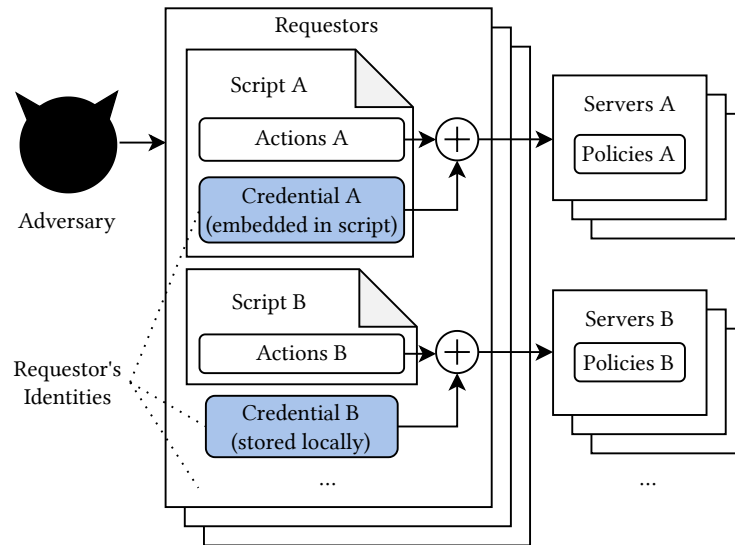 Requestors
Script A
Actions A
Credential A
(embedded in script)
Servers A
Policies A
Adversary
Script B
Actions B
Credential B
(stored locally)
Servers B
Policies B
Requestor's
Identities
...
...